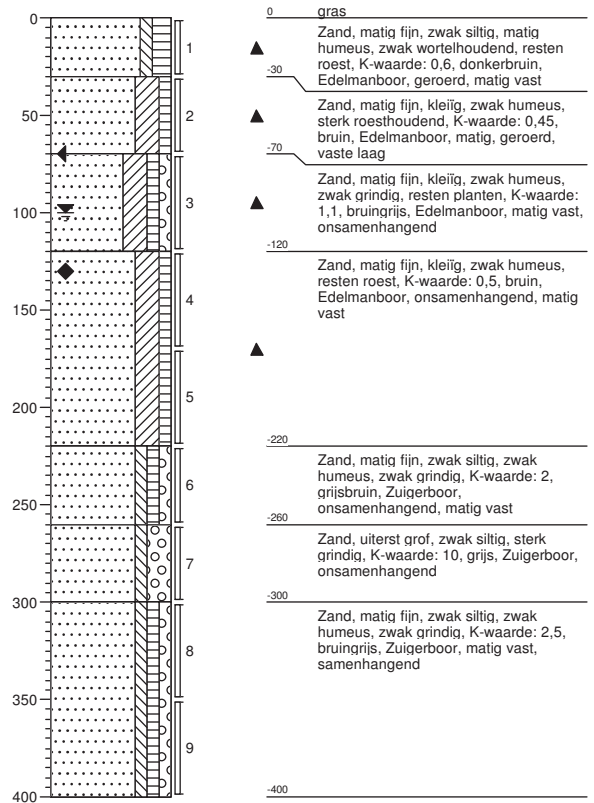 0
50
100
150
200
250
300
350
400
1
2
3
4
5
6
7
8
9
0
gras
Zand, matig fijn, zwak siltig, matig
humeus, zwak wortelhoudend, resten
roest, K-waarde: 0,6, donkerbruin,
Edelmanboor, geroerd, matig vast
-30
Zand, matig fijn, kleiïg, zwak humeus,
sterk roesthoudend, K-waarde: 0,45,
bruin, Edelmanboor, matig, geroerd,
vaste laag
-70
Zand, matig fijn, kleiïg, zwak humeus,
zwak grindig, resten planten, K-waarde:
1,1, bruingrijs, Edelmanboor, matig vast,
onsamenhangend
-120
Zand, matig fijn, kleiïg, zwak humeus,
resten roest, K-waarde: 0,5, bruin,
Edelmanboor, onsamenhangend, matig
vast
-220
Zand, matig fijn, zwak siltig, zwak
humeus, zwak grindig, K-waarde: 2,
grijsbruin, Zuigerboor,
onsamenhangend, matig vast
-260
Zand, uiterst grof, zwak siltig, sterk
grindig, K-waarde: 10, grijs, Zuigerboor,
onsamenhangend
-300
Zand, matig fijn, zwak siltig, zwak
humeus, zwak grindig, K-waarde: 2,5,
bruingrijs, Zuigerboor, matig vast,
samenhangend
-400